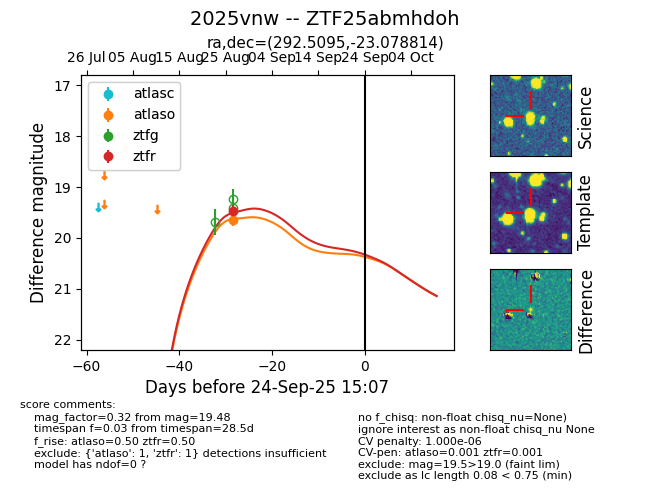 2025vnw -- ZTF25abmhdoh
ra,dec=(292.5095,-23.078814)
26 Jul 05 Aug 15 Aug 25 Aug 04 Sep 14 Sep 24 Sep 04 Oct
atlasc
atlaso
ztfg
ztfr
17
18
19
20
21
22
Difference magnitude
−60 −40 −20 0
Days before 24-Sep-25 15:07
Science
Template
Difference
score comments:
mag_factor=0.32 from mag=19.48
timespan f=0.03 from timespan=28.5d
f_rise: atlaso=0.50 ztfr=0.50
exclude: {'atlaso': 1, 'ztfr': 1} detections insufficient
model has ndof=0 ?
no f_chisq: non-float chisq_nu=None)
ignore interest as non-float chisq_nu None
CV penalty: 1.000e-06
CV-pen: atlaso=0.001 ztfr=0.001
exclude: mag=19.5>19.0 (faint lim)
exclude as lc length 0.08 < 0.75 (min)